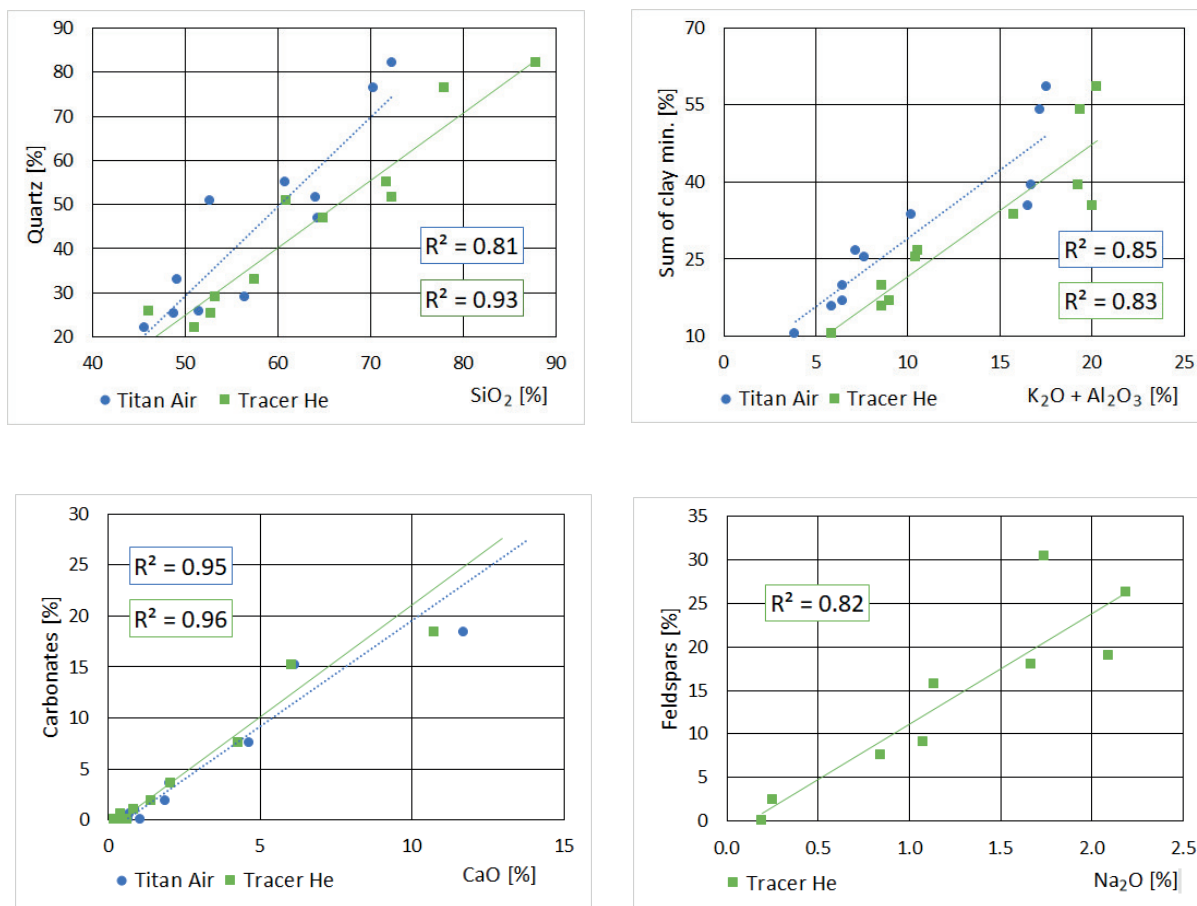 90
80
70
60
50
40
30
20
Quartz [%]
R² = 0.81
R² = 0.93
40 50 60 70 80 90
Titan Air Tracer He SiO₂ [%]
70
55
40
25
10
Sum of clay min. [%]
R² = 0.85
R² = 0.83
0 5 10 15 20 25
Titan Air Tracer He K₂O + Al₂O₃ [%]
30
25
20
15
10
5
0
Carbonates [%]
R² = 0.95
R² = 0.96
0 5 10 15
Titan Air Tracer He CaO [%]
35
30
25
20
15
10
5
0
Feldspars [%]
R² = 0.82
0.0 0.5 1.0 1.5 2.0 2.5
Tracer He Na₂O [%]